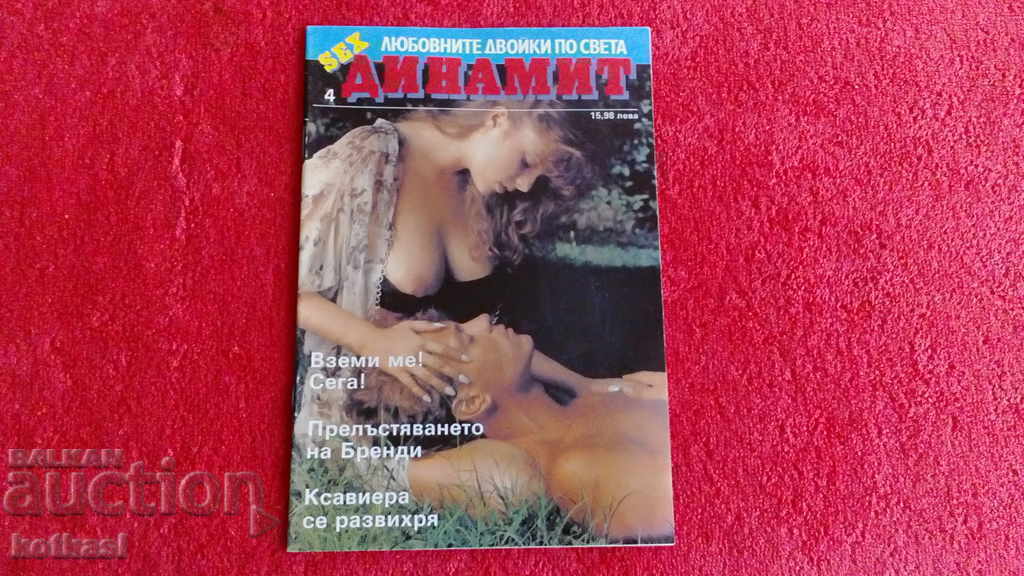 SEX
ЛЮБОВНИТЕ ДВОЙКИ ПО СВЕТА
ДИНАМИТ
4
15,98 лева
Вземи ме!
Сега!
Прелъстяването
на Бренди
Ксавиера
се развихря
BALKAN
auction
kotkasl